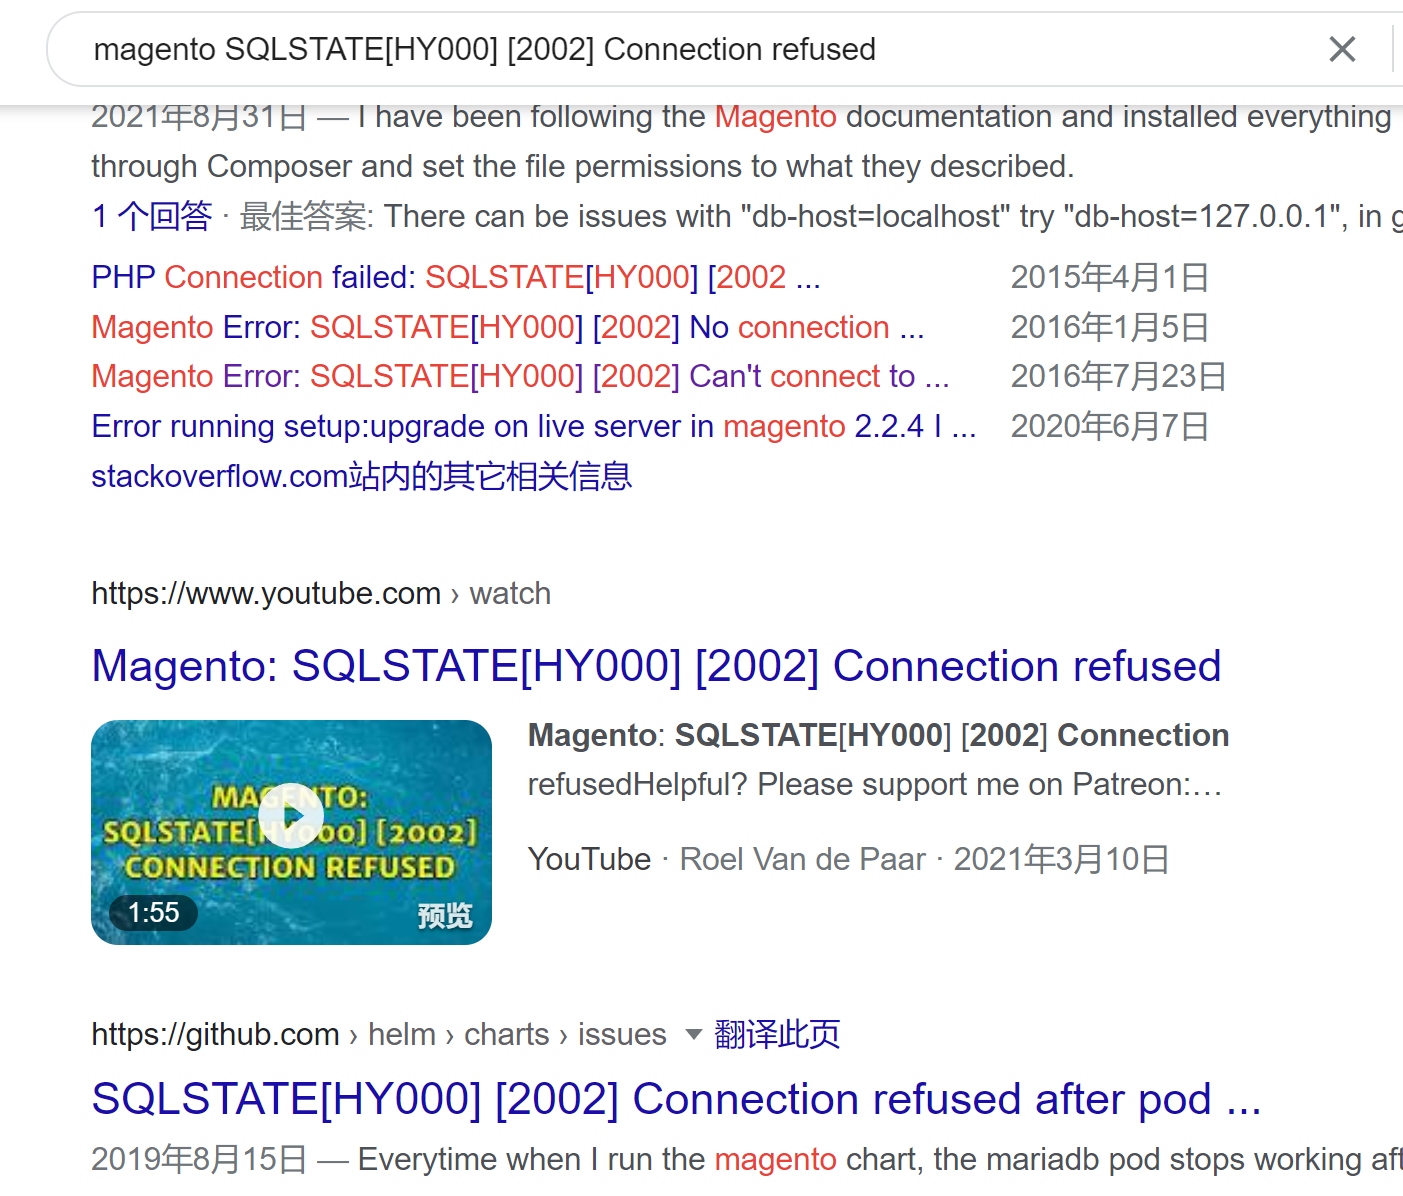 magento SQLSTATE[HY000] [2002] Connection refused
2021年8月31日 — I have been following the Magento documentation and installed everything
through Composer and set the file permissions to what they described.
1 个回答 · 最佳答案: There can be issues with "db-host=localhost" try "db-host=127.0.0.1", in g
PHP Connection failed: SQLSTATE[HY000] [2002 ... 2015年4月1日
Magento Error: SQLSTATE[HY000] [2002] No connection ... 2016年1月5日
Magento Error: SQLSTATE[HY000] [2002] Can't connect to ... 2016年7月23日
Error running setup:upgrade on live server in magento 2.2.4 I ... 2020年6月7日
stackoverflow.com站内的其它相关信息
https://www.youtube.com › watch
Magento: SQLSTATE[HY000] [2002] Connection refused
MAGENTO:
SQLSTATE[HY000] [2002]
CONNECTION REFUSED
1:55 预览
Magento: SQLSTATE[HY000] [2002] Connection
refusedHelpful? Please support me on Patreon:...
YouTube · Roel Van de Paar · 2021年3月10日
https://github.com › helm › charts › issues 翻译此页
SQLSTATE[HY000] [2002] Connection refused after pod ...
2019年8月15日 — Everytime when I run the magento chart, the mariadb pod stops working aft